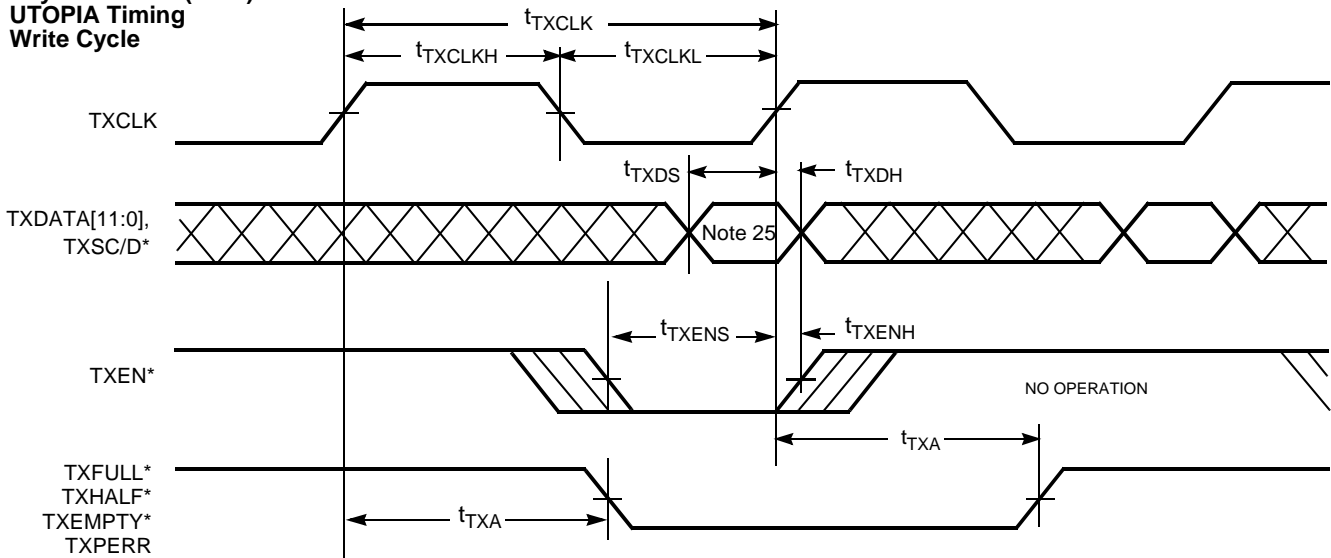 UTOPIA Timing
Write Cycle
tTXCLK
tTXCLKH
tTXCLKL
TXCLK
tTXDS
tTXDH
TXDATA[11:0],
TXSC/D*
Note 25
tTXENS
tTXENH
TXEN*
NO OPERATION
tTXA
TXFULL*
TXHALF*
TXEMPTY*
TXPERR
tTXA